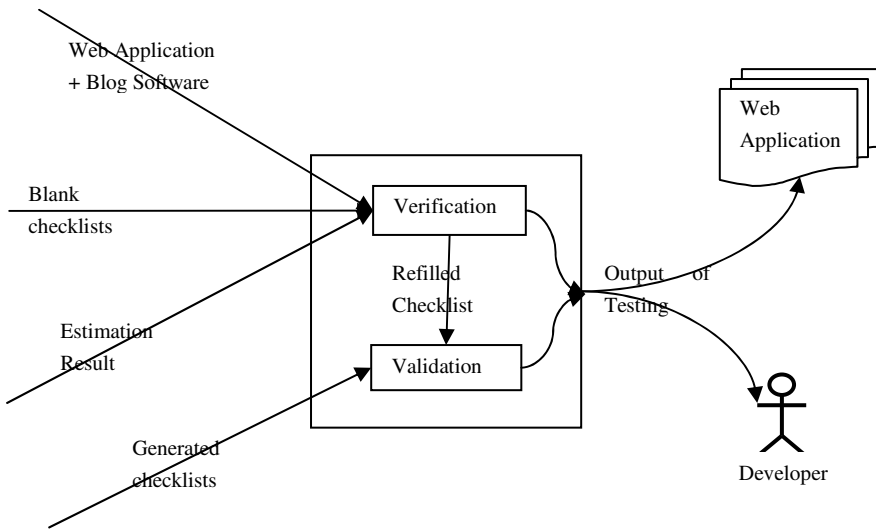 Web Application
+ Blog Software
Web
Application
Blank
checklists
Verification
Refilled
Checklist
Output of
Testing
Estimation
Result
Validation
Generated
checklists
Developer